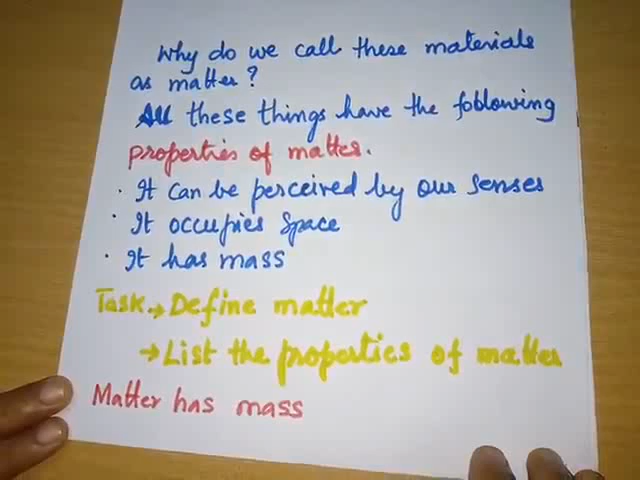 Why do we call these materials
as matter?
All these things have the following
properties of matter.
· It can be perceived by our senses
· It occupies space
· It has mass
Task → Define matter
→ List the properties of matter
Matter has mass